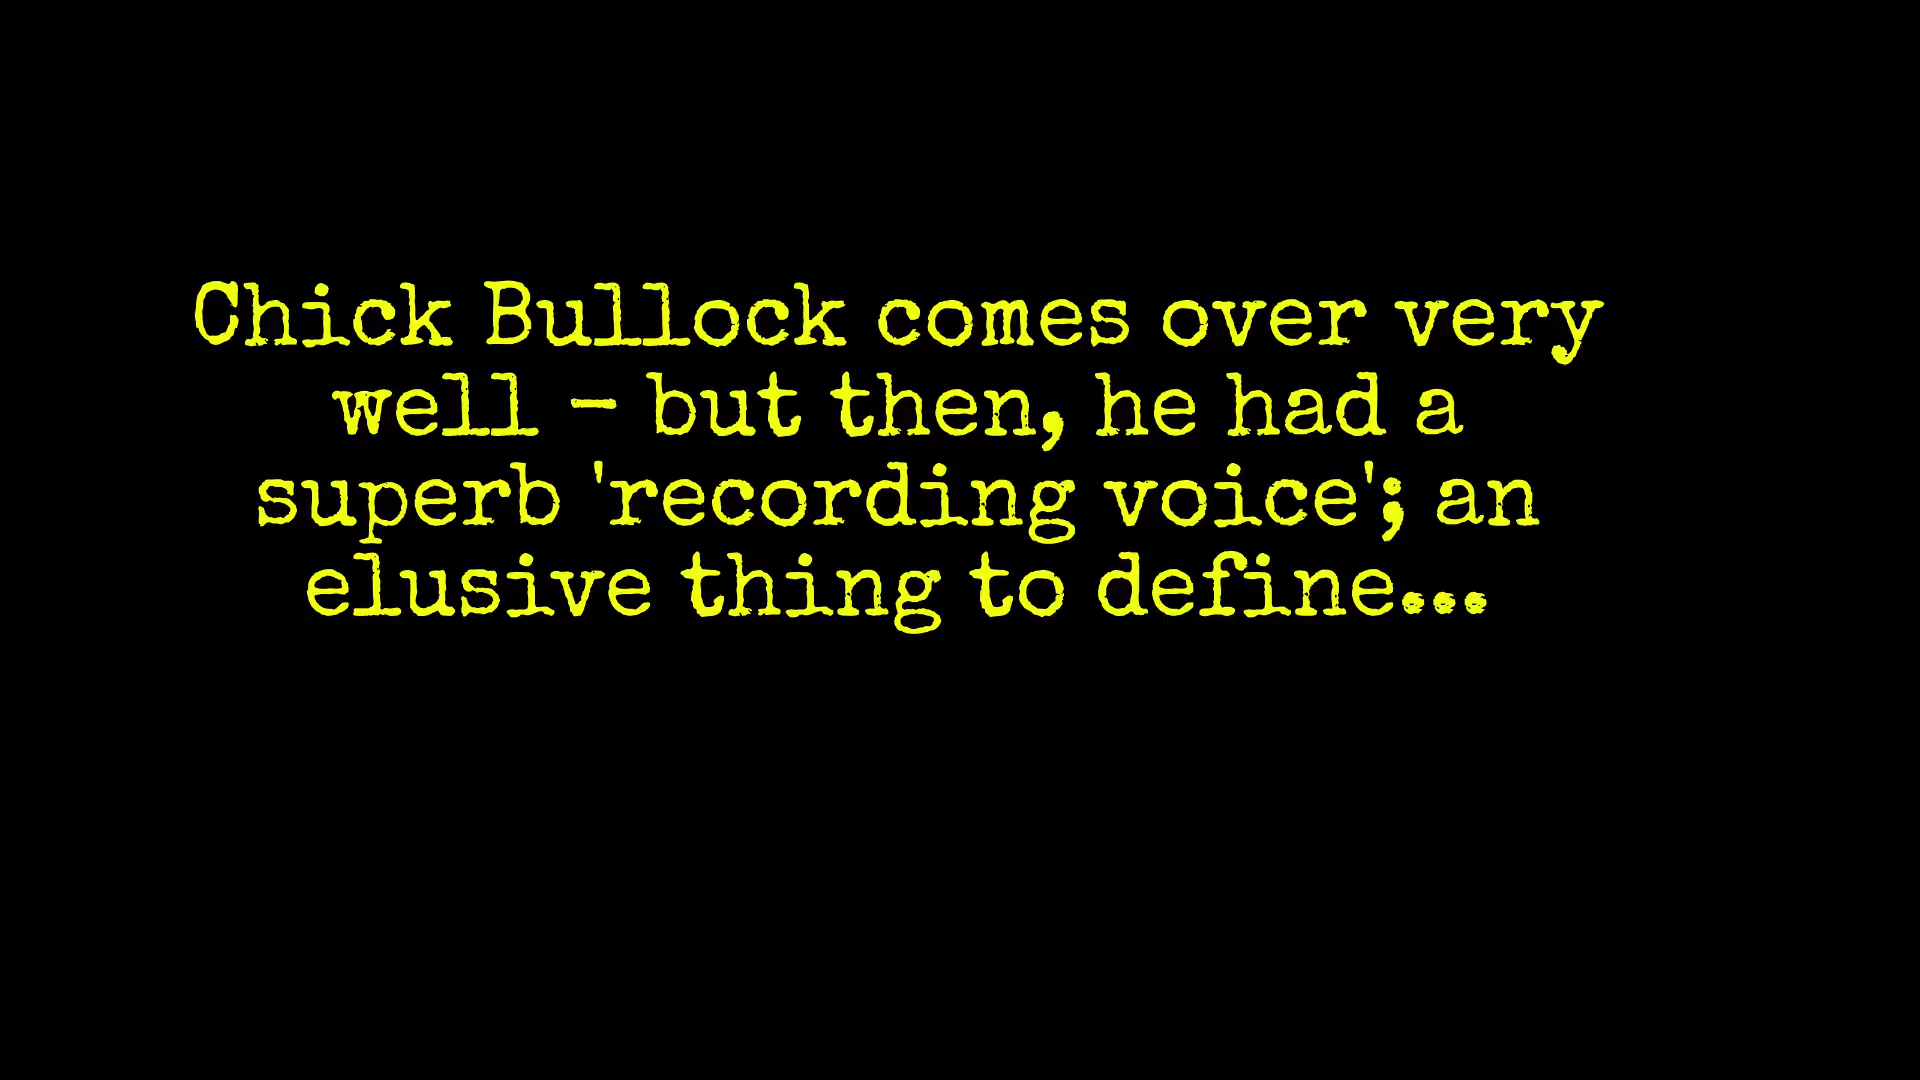 Chick Bullock comes over very
well - but then, he had a
superb 'recording voice'; an
elusive thing to define...